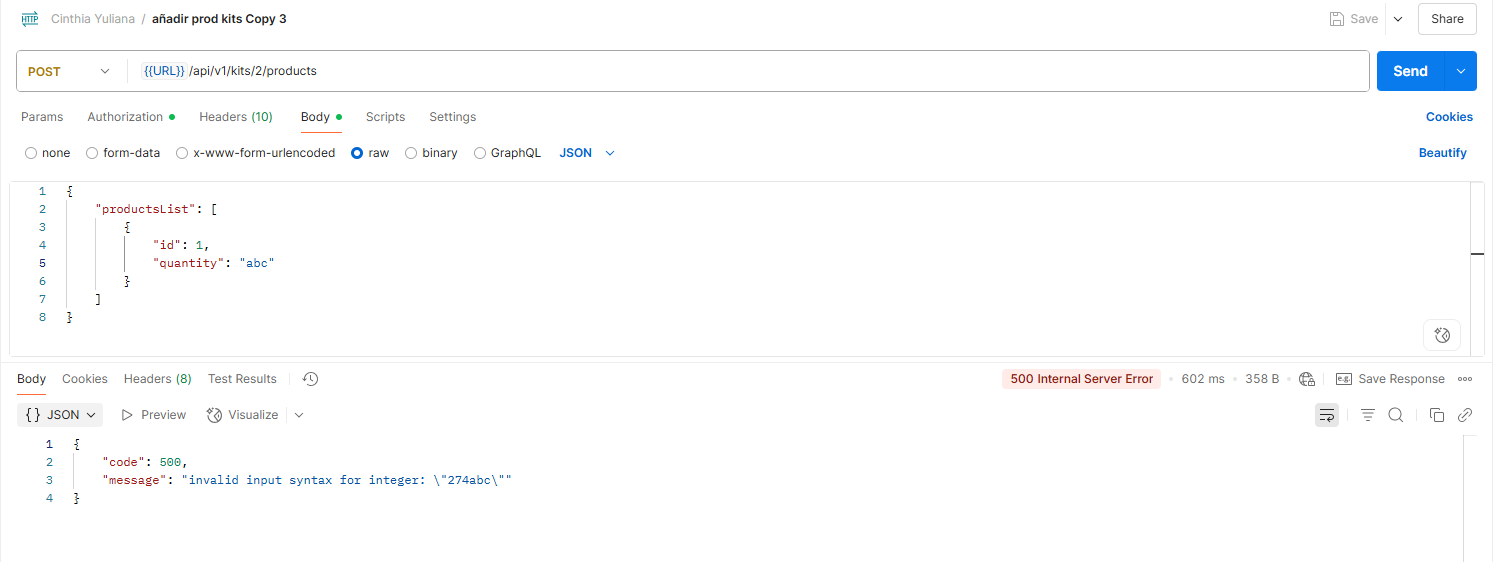 HTTP Cinthia Yuliana / añadir prod kits Copy 3 Save Share
POST {{URL}} /api/v1/kits/2/products Send
Params Authorization Headers (10) Body Scripts Settings Cookies
none form-data x-www-form-urlencoded raw binary GraphQL JSON Beautify
1 {
2 "productsList": [
3 {
4 "id": 1,
5 "quantity": "abc"
6 }
7 ]
8 }
Body Cookies Headers (8) Test Results 500 Internal Server Error • 602 ms • 358 B e.g. Save Response
{} JSON Preview Visualize
1 {
2 "code": 500,
3 "message": "invalid input syntax for integer: \"274abc\""
4 }